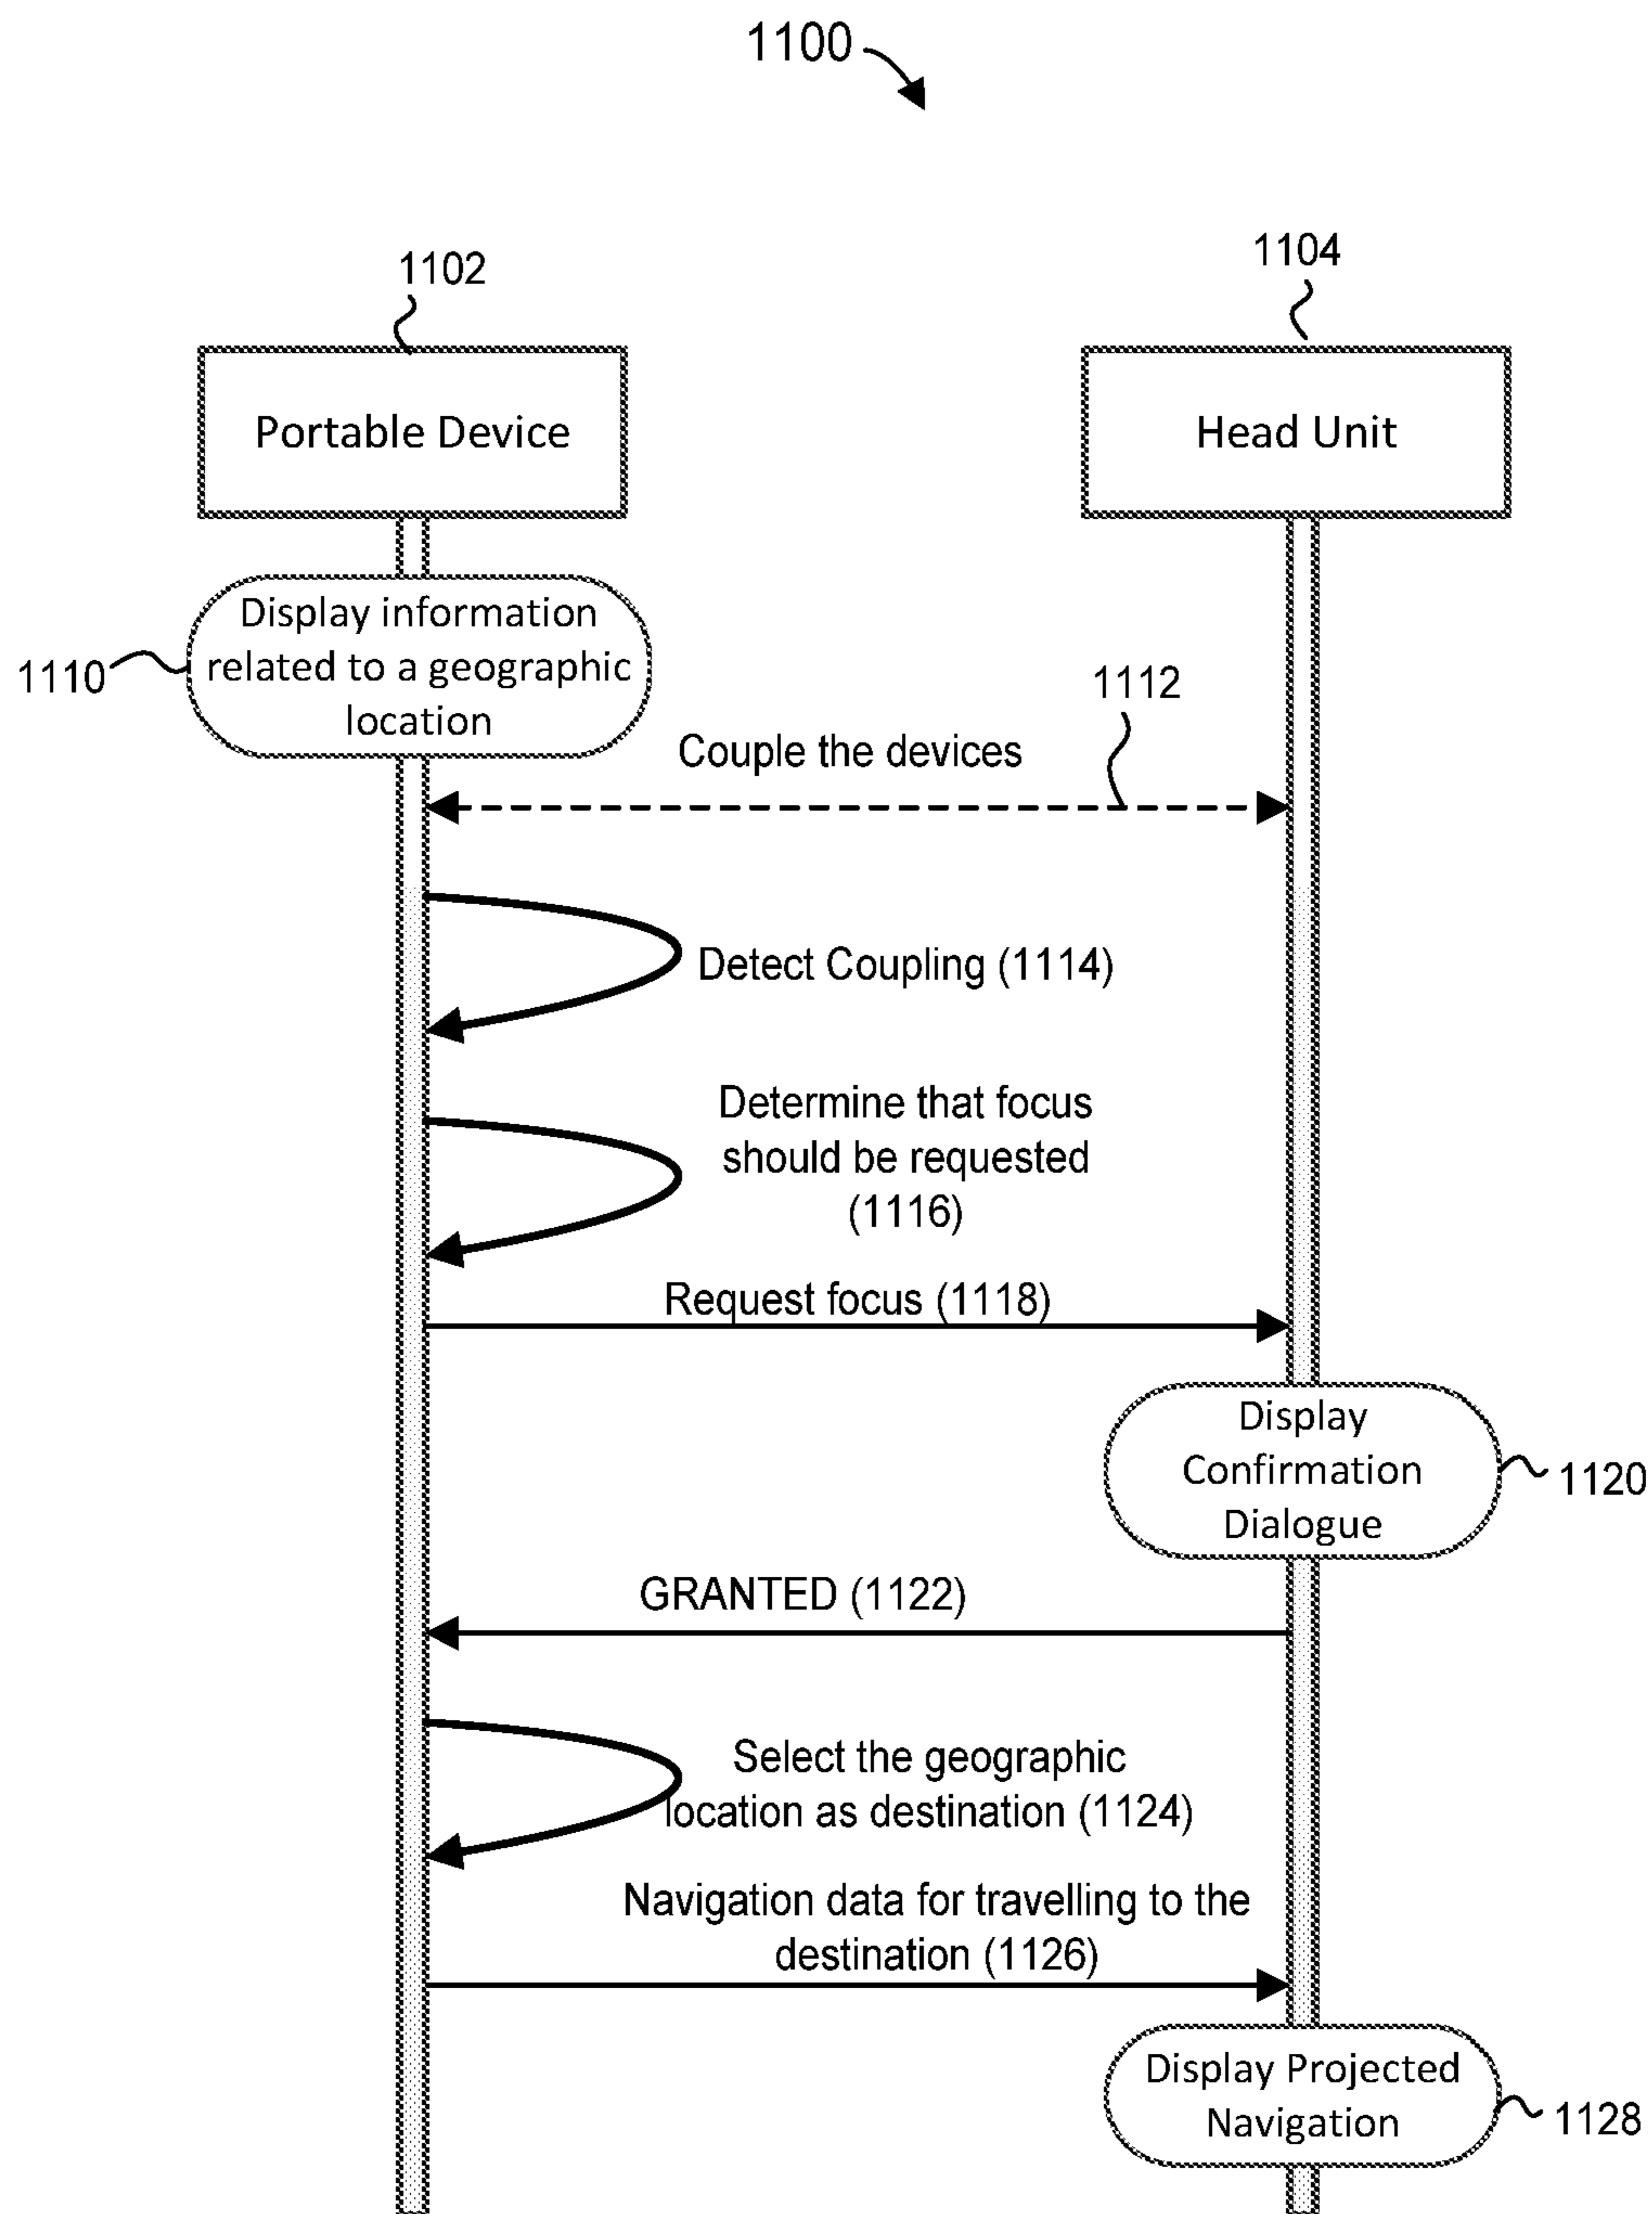 1100
1102
1104
Portable Device
Head Unit
Display information
related to a geographic
location
1110
1112
Couple the devices
Detect Coupling (1114)
Determine that focus
should be requested
(1116)
Request focus (1118)
Display
Confirmation
Dialogue
1120
GRANTED (1122)
Select the geographic
location as destination (1124)
Navigation data for travelling to the
destination (1126)
Display Projected
Navigation
1128